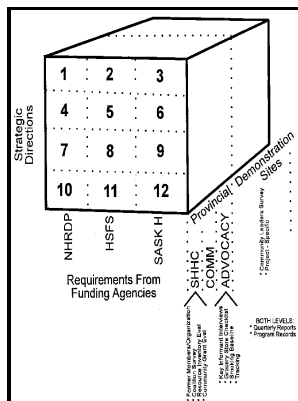 Strategic
Directions
1 2 3
4 5 6
7 8 9
10 11 12
NHRDP
HSFS
SASK H
Requirements From
Funding Agencies
Provincial Demonstration
Sites
SHHC
COMM
ADVOCACY
* Community Leaders Survey
Project - Specific
Former Members/Organization
* Coalition Survey
Resource Inventory Eval
* Community Grant Eval
* Key Informant Interviews
* Grocery Store Checklist
* Smoking Baseline
* Tracking
BOTH LEVELS:
* Quarterly Reports
* Program Records